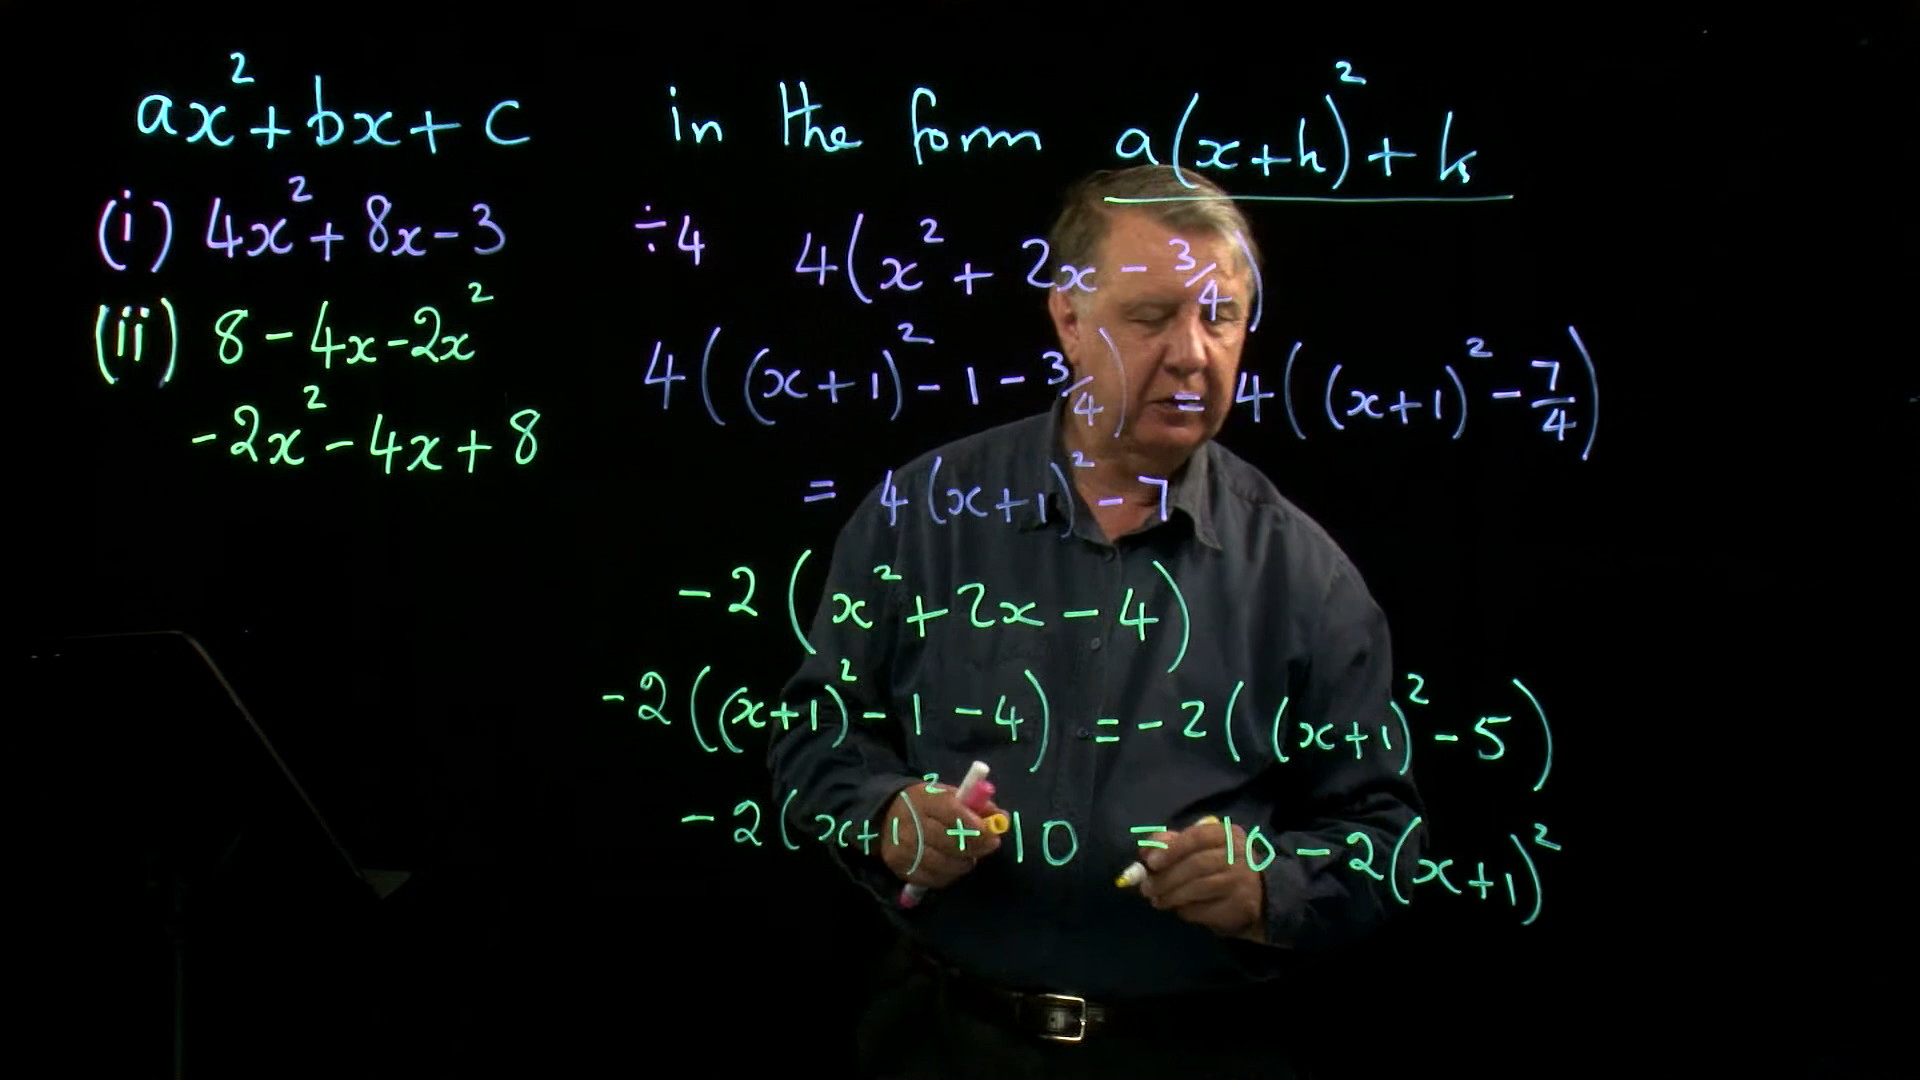 ax² + bx + c in the form a(x+h)² + k
(i) 4x² + 8x - 3 ÷4 4(x² + 2x - 3/4)
(ii) 8 - 4x - 2x² 4((x+1)² - 1 - 3/4) = 4((x+1)² - 7/4)
-2x² - 4x + 8
= 4(x+1)² - 7
-2(x² + 2x - 4)
-2((x+1)² - 1 - 4) = -2((x+1)² - 5)
-2(x+1)² + 10 = 10 - 2(x+1)²